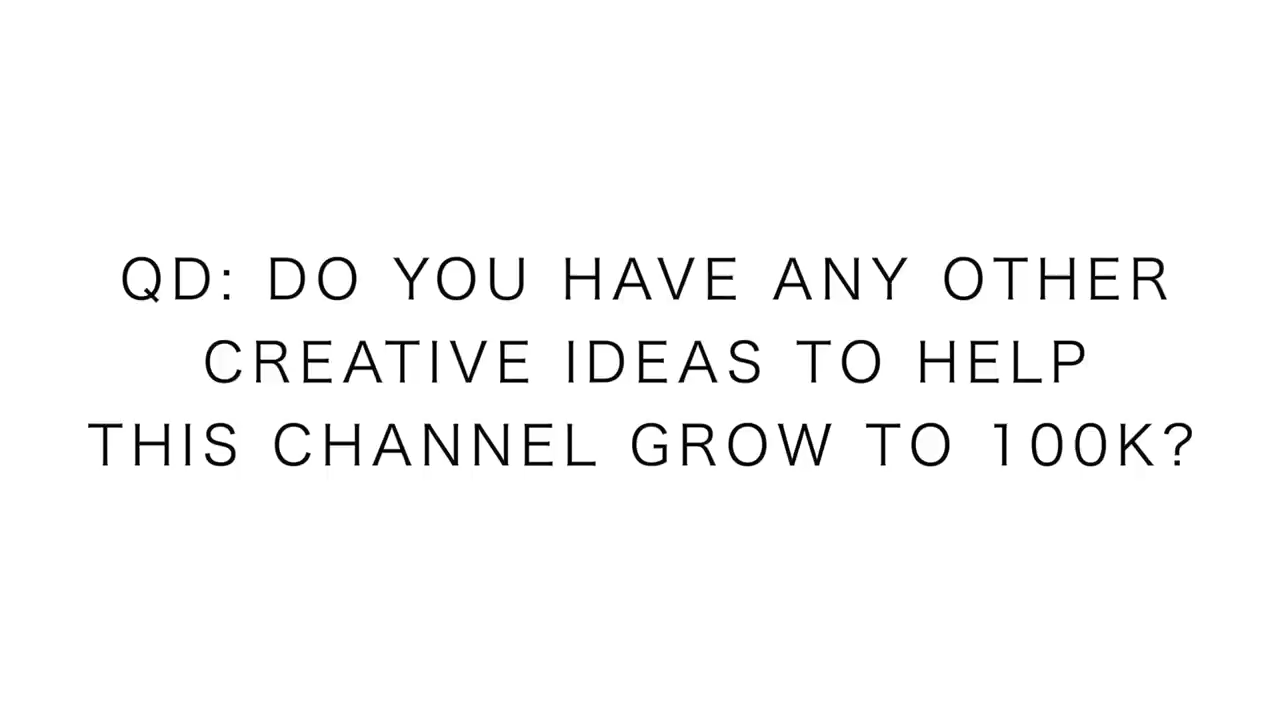 QD: DO YOU HAVE ANY OTHER
CREATIVE IDEAS TO HELP
THIS CHANNEL GROW TO 100K?